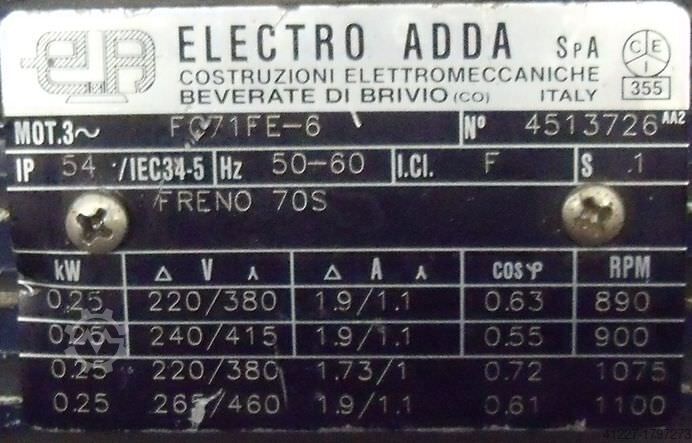 ELECTRO ADDA SPA
COSTRUZIONI ELETTROMECCANICHE
BEVERATE DI BRIVIO (CO) ITALY
CEI
355
MOT.3~ FC71FE-6 Nº 4513726 AA2
IP 54 /IEC34-5 Hz 50-60 I.Cl. F S 1
FRENO 70S
kW Δ V ⅄ Δ A ⅄ cosφ RPM
0.25 220/380 1.9/1.1 0.63 890
0.25 240/415 1.9/1.1 0.55 900
0.25 220/380 1.73/1 0.72 1075
0.25 265/460 1.9/1.1 0.61 1100